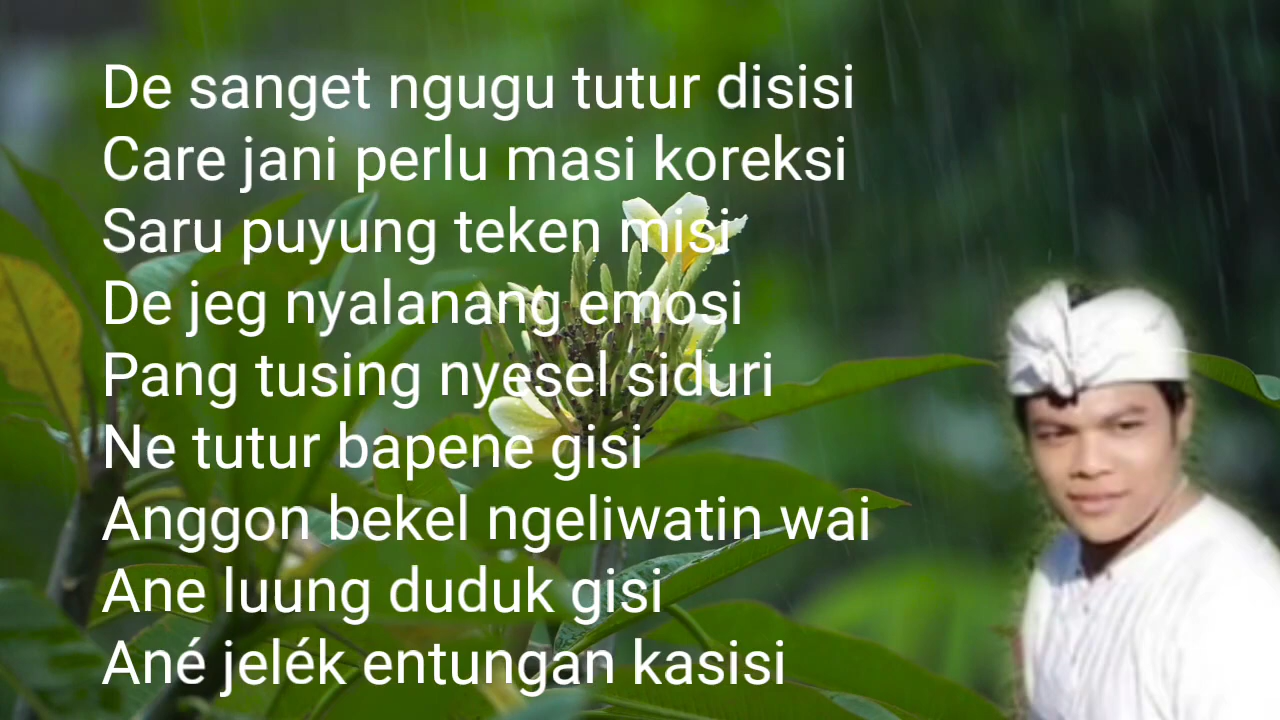 De sanget ngugu tutur disisi
Care jani perlu masi koreksi
Saru puyung teken misi
De jeg nyalanang emosi
Pang tusing nyesel siduri
Ne tutur bapene gisi
Anggon bekel ngeliwatin wai
Ane luung duduk gisi
Ané jelék entungan kasisi